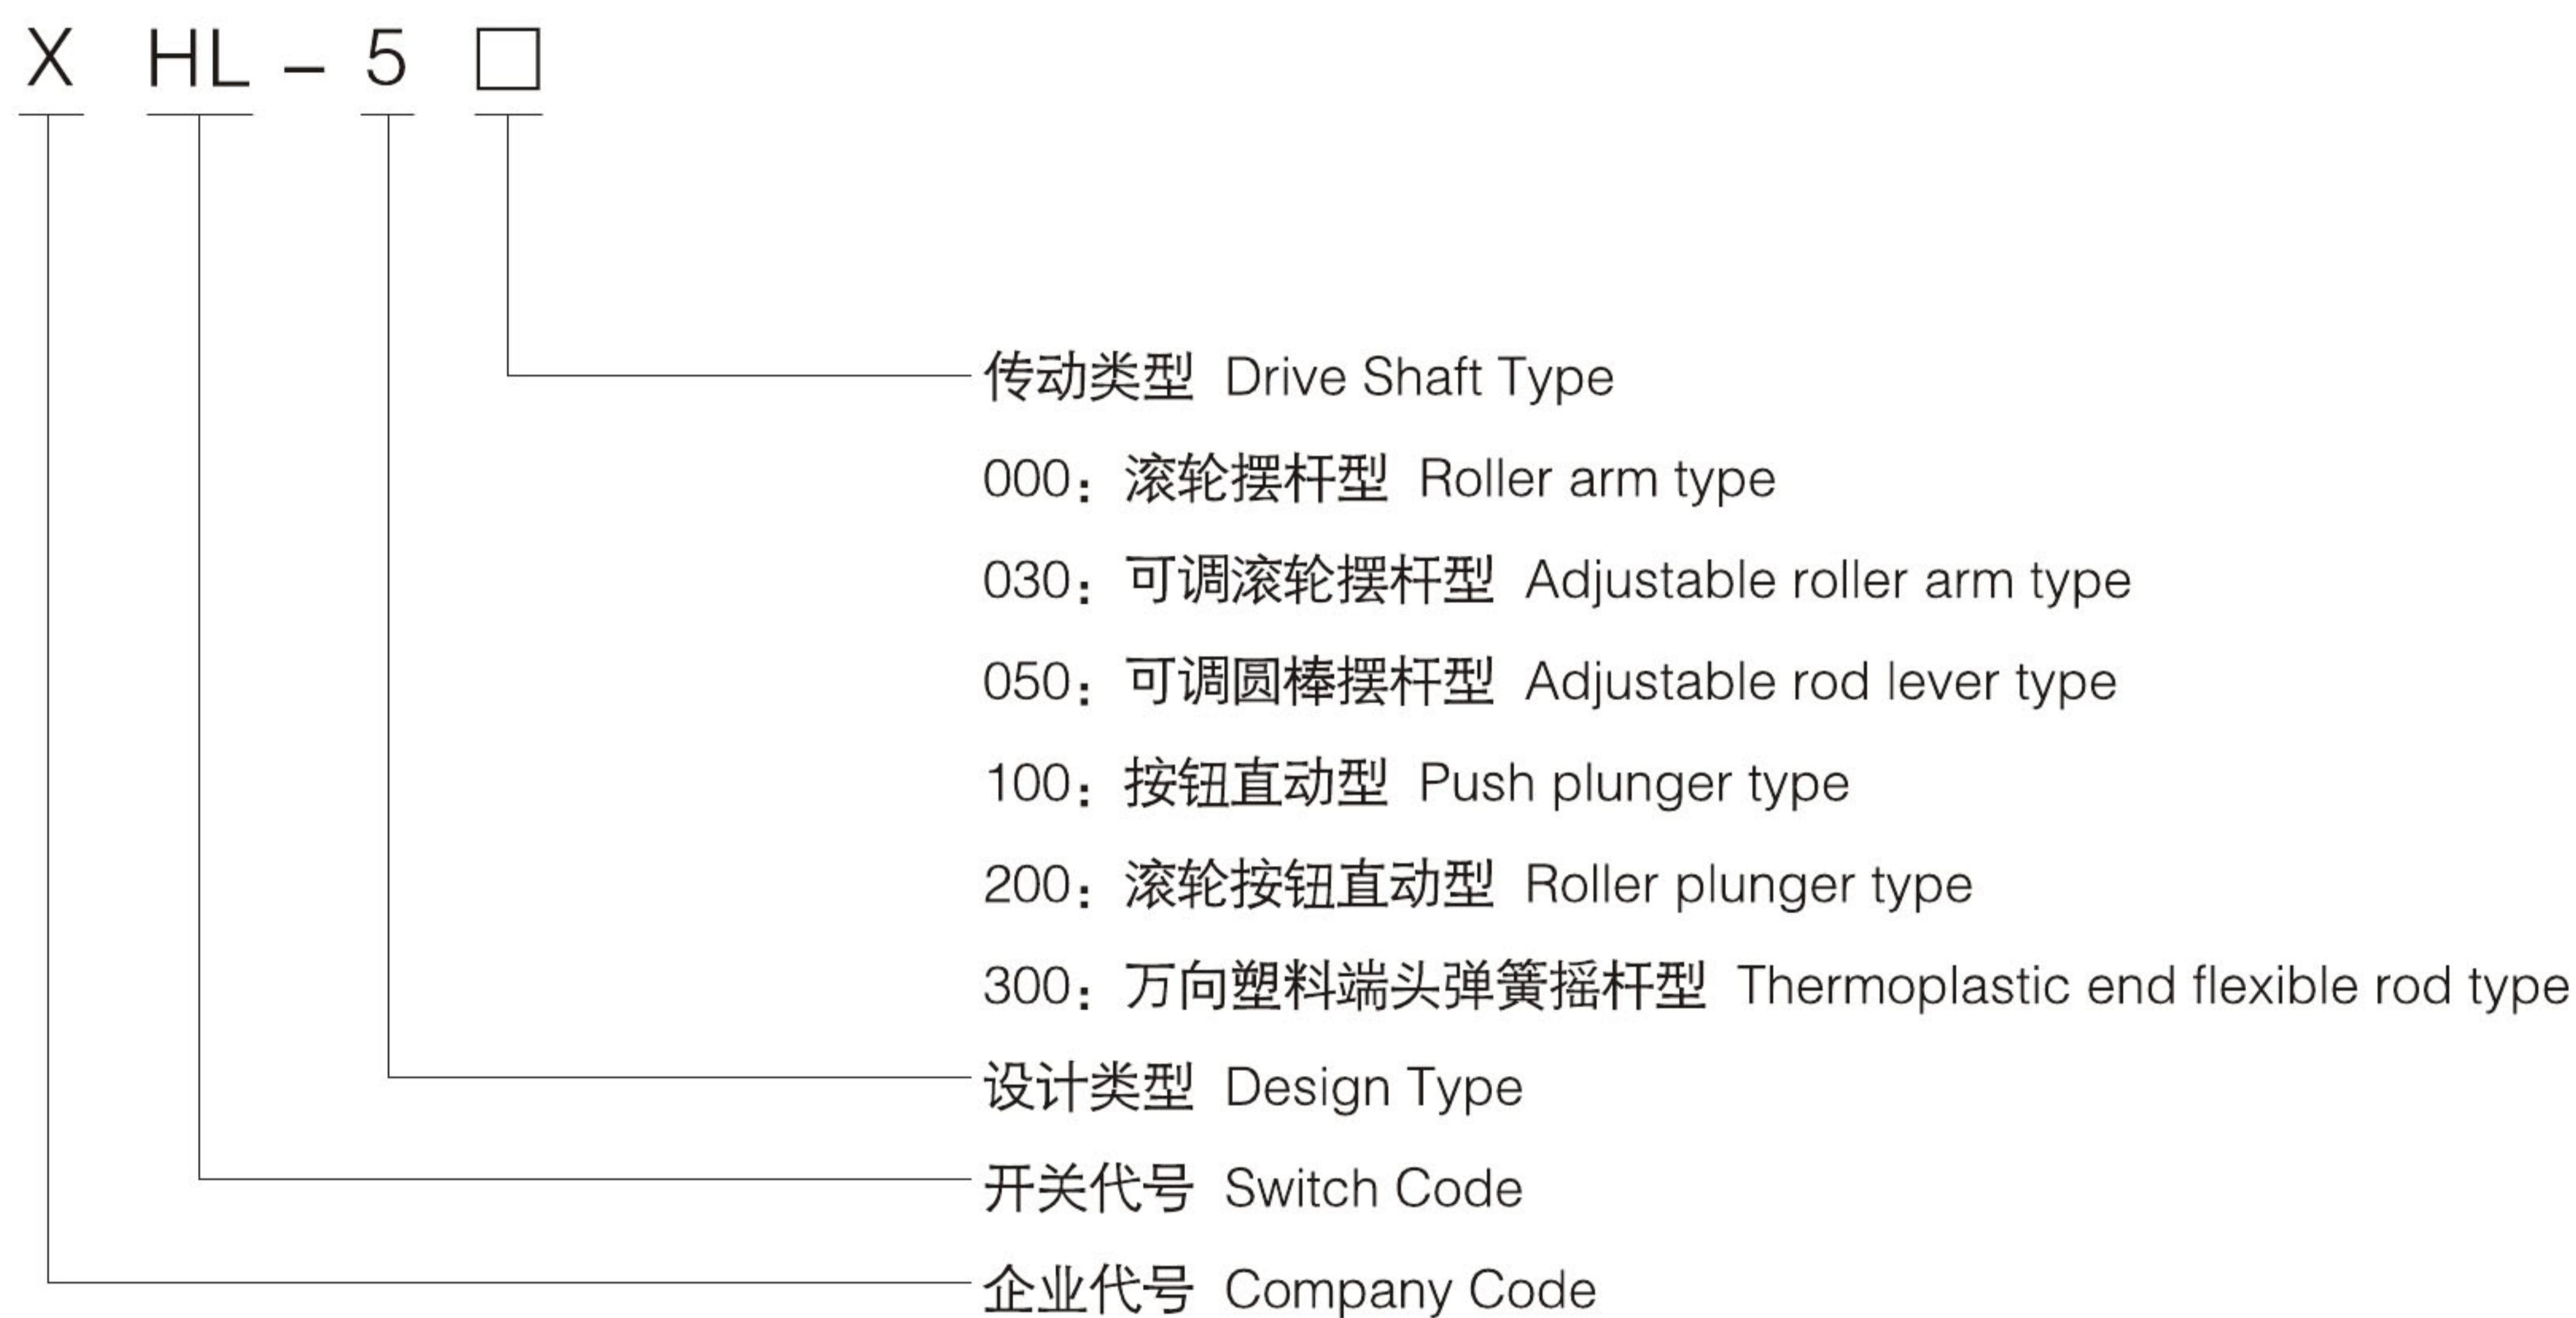 X HL – 5 □
传动类型 Drive Shaft Type
000：滚轮摆杆型 Roller arm type
030：可调滚轮摆杆型 Adjustable roller arm type
050：可调圆棒摆杆型 Adjustable rod lever type
100：按钮直动型 Push plunger type
200：滚轮按钮直动型 Roller plunger type
300：万向塑料端头弹簧摇杆型 Thermoplastic end flexible rod type
设计类型 Design Type
开关代号 Switch Code
企业代号 Company Code